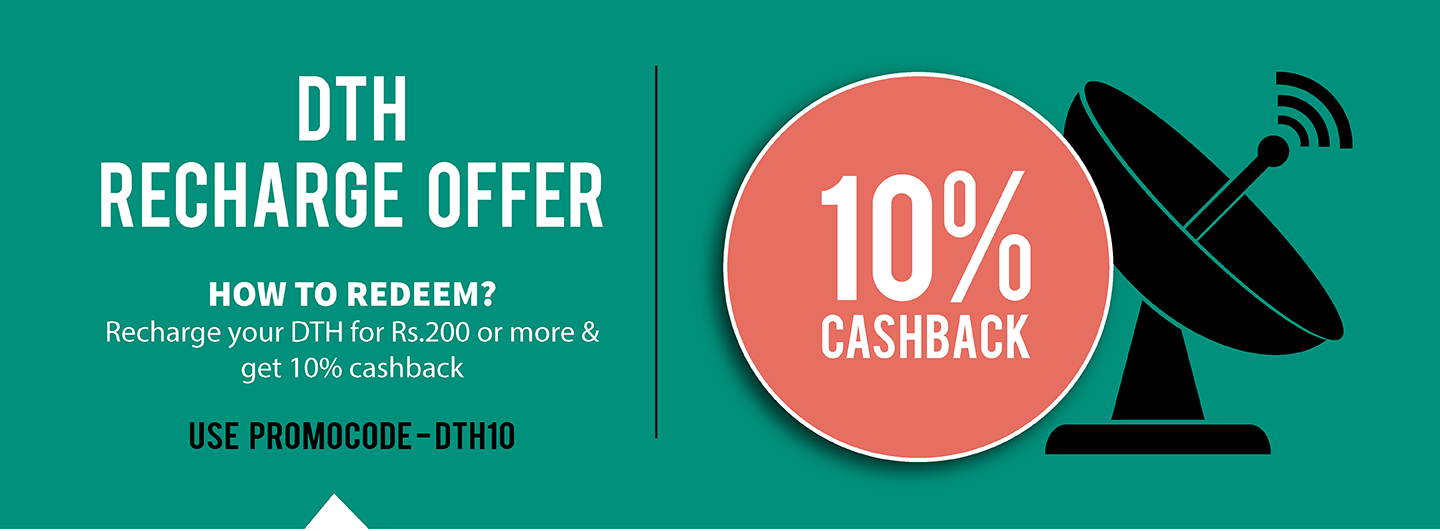 DTH
RECHARGE OFFER
HOW TO REDEEM?
Recharge your DTH for Rs.200 or more &
get 10% cashback
USE PROMOCODE-DTH10
10%
CASHBACK